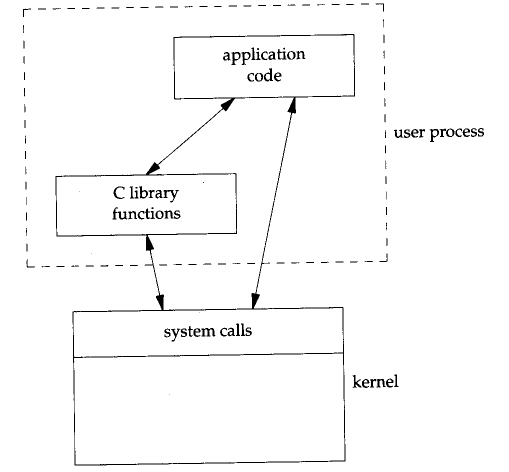 application
code
user process
C library
functions
system calls
kernel